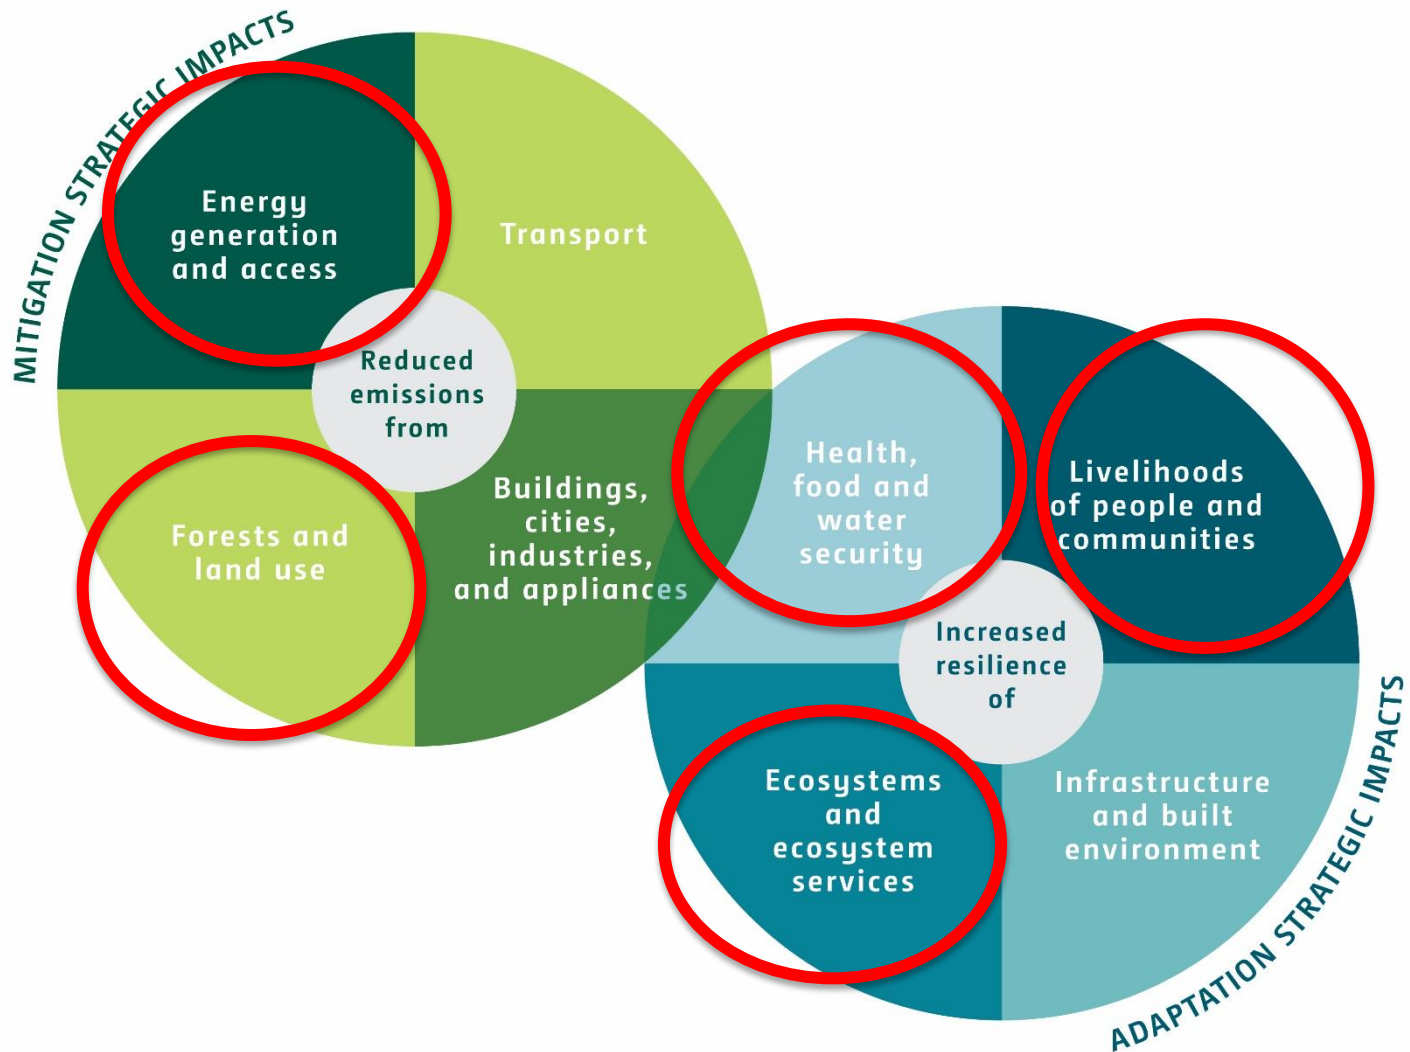 MITIGATION STRATEGIC IMPACTS
Energy
generation
and access
Transport
Reduced
emissions
from
Forests and
land use
Buildings,
cities,
industries,
and appliances
Health,
food and
water
security
Livelihoods
of people and
communities
Increased
resilience
of
Ecosystems
and
ecosystem
services
Infrastructure
and built
environment
ADAPTATION STRATEGIC IMPACTS